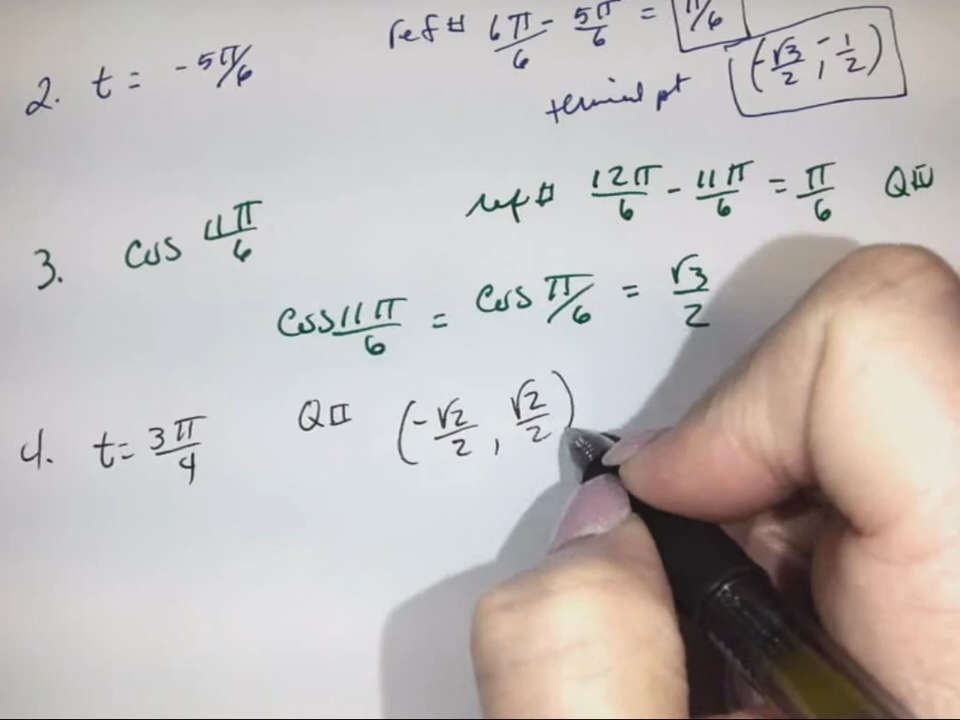 ref # 6π/6 - 5π/6 = π/6
2. t = -5π/6
terminal pt (-√3/2, -1/2)
ref # 12π/6 - 11π/6 = π/6 QIV
3. cos 11π/6
cos 11π/6 = cos π/6 = √3/2
4. t = 3π/4 QII (-√2/2, √2/2)